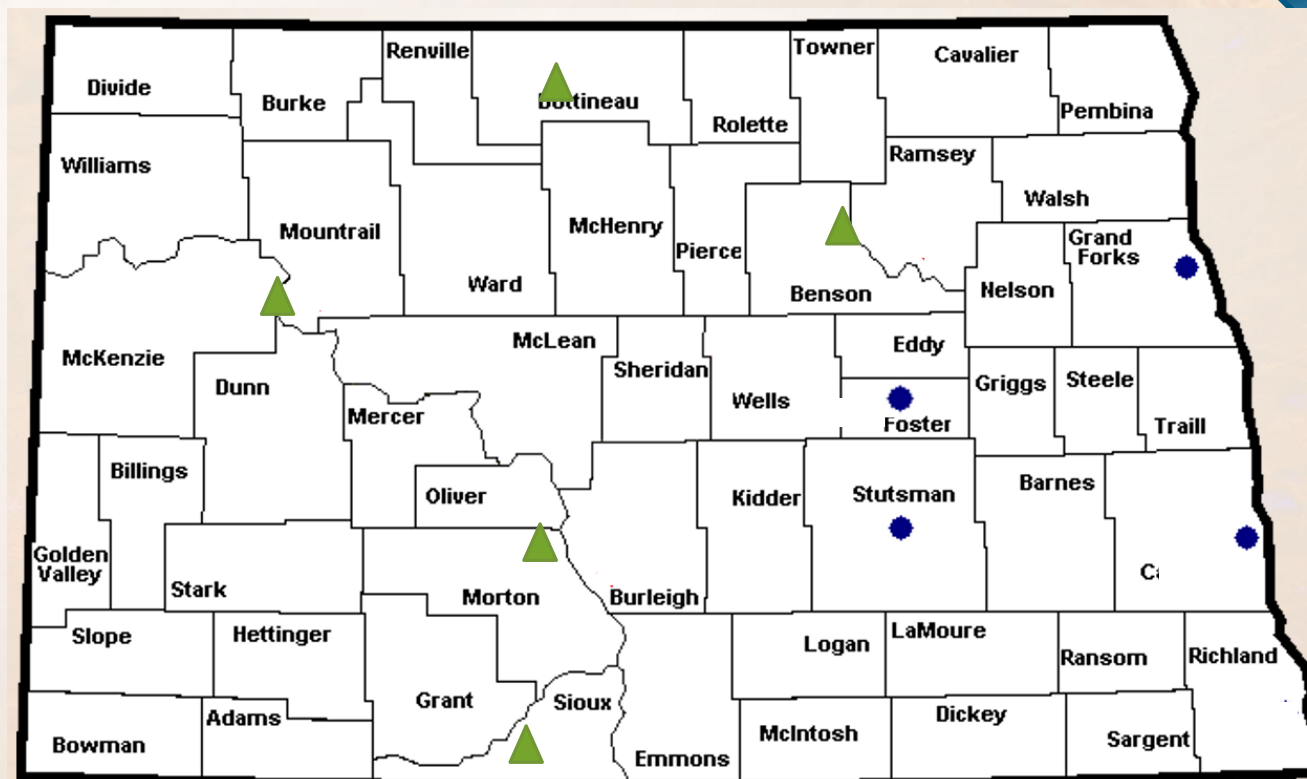 Renville
Towner
Cavalier
Divide
Burke
Bottineau
Rolette
Pembina
Williams
Ramsey
Walsh
Mountrail
McHenry
Pierce
Grand
Forks
Ward
Benson
Nelson
McKenzie
McLean
Eddy
Dunn
Sheridan
Griggs
Steele
Mercer
Wells
Foster
Traill
Billings
Oliver
Kidder
Stutsman
Barnes
Golden
Valley
Stark
Morton
Burleigh
Ca
Slope
Hettinger
Logan
LaMoure
Ransom
Richland
Grant
Sioux
Adams
Bowman
Emmons
McIntosh
Dickey
Sargent